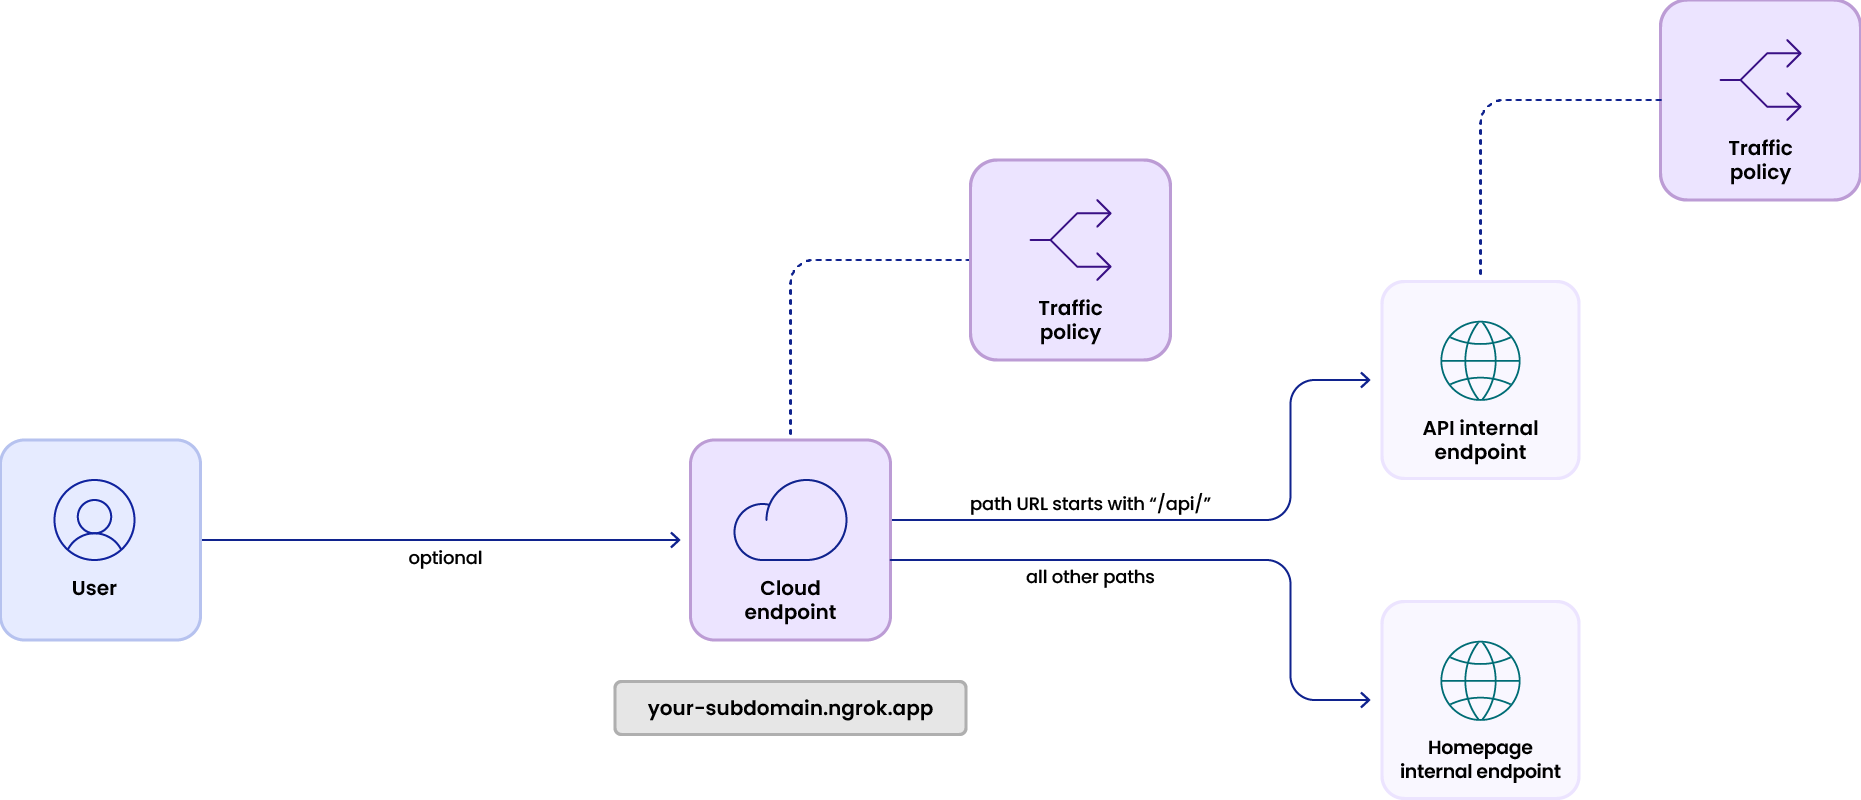 Traffic
policy
Traffic
policy
API internal
endpoint
path URL starts with “/api/”
optional
all other paths
User
Cloud
endpoint
your-subdomain.ngrok.app
Homepage
internal endpoint